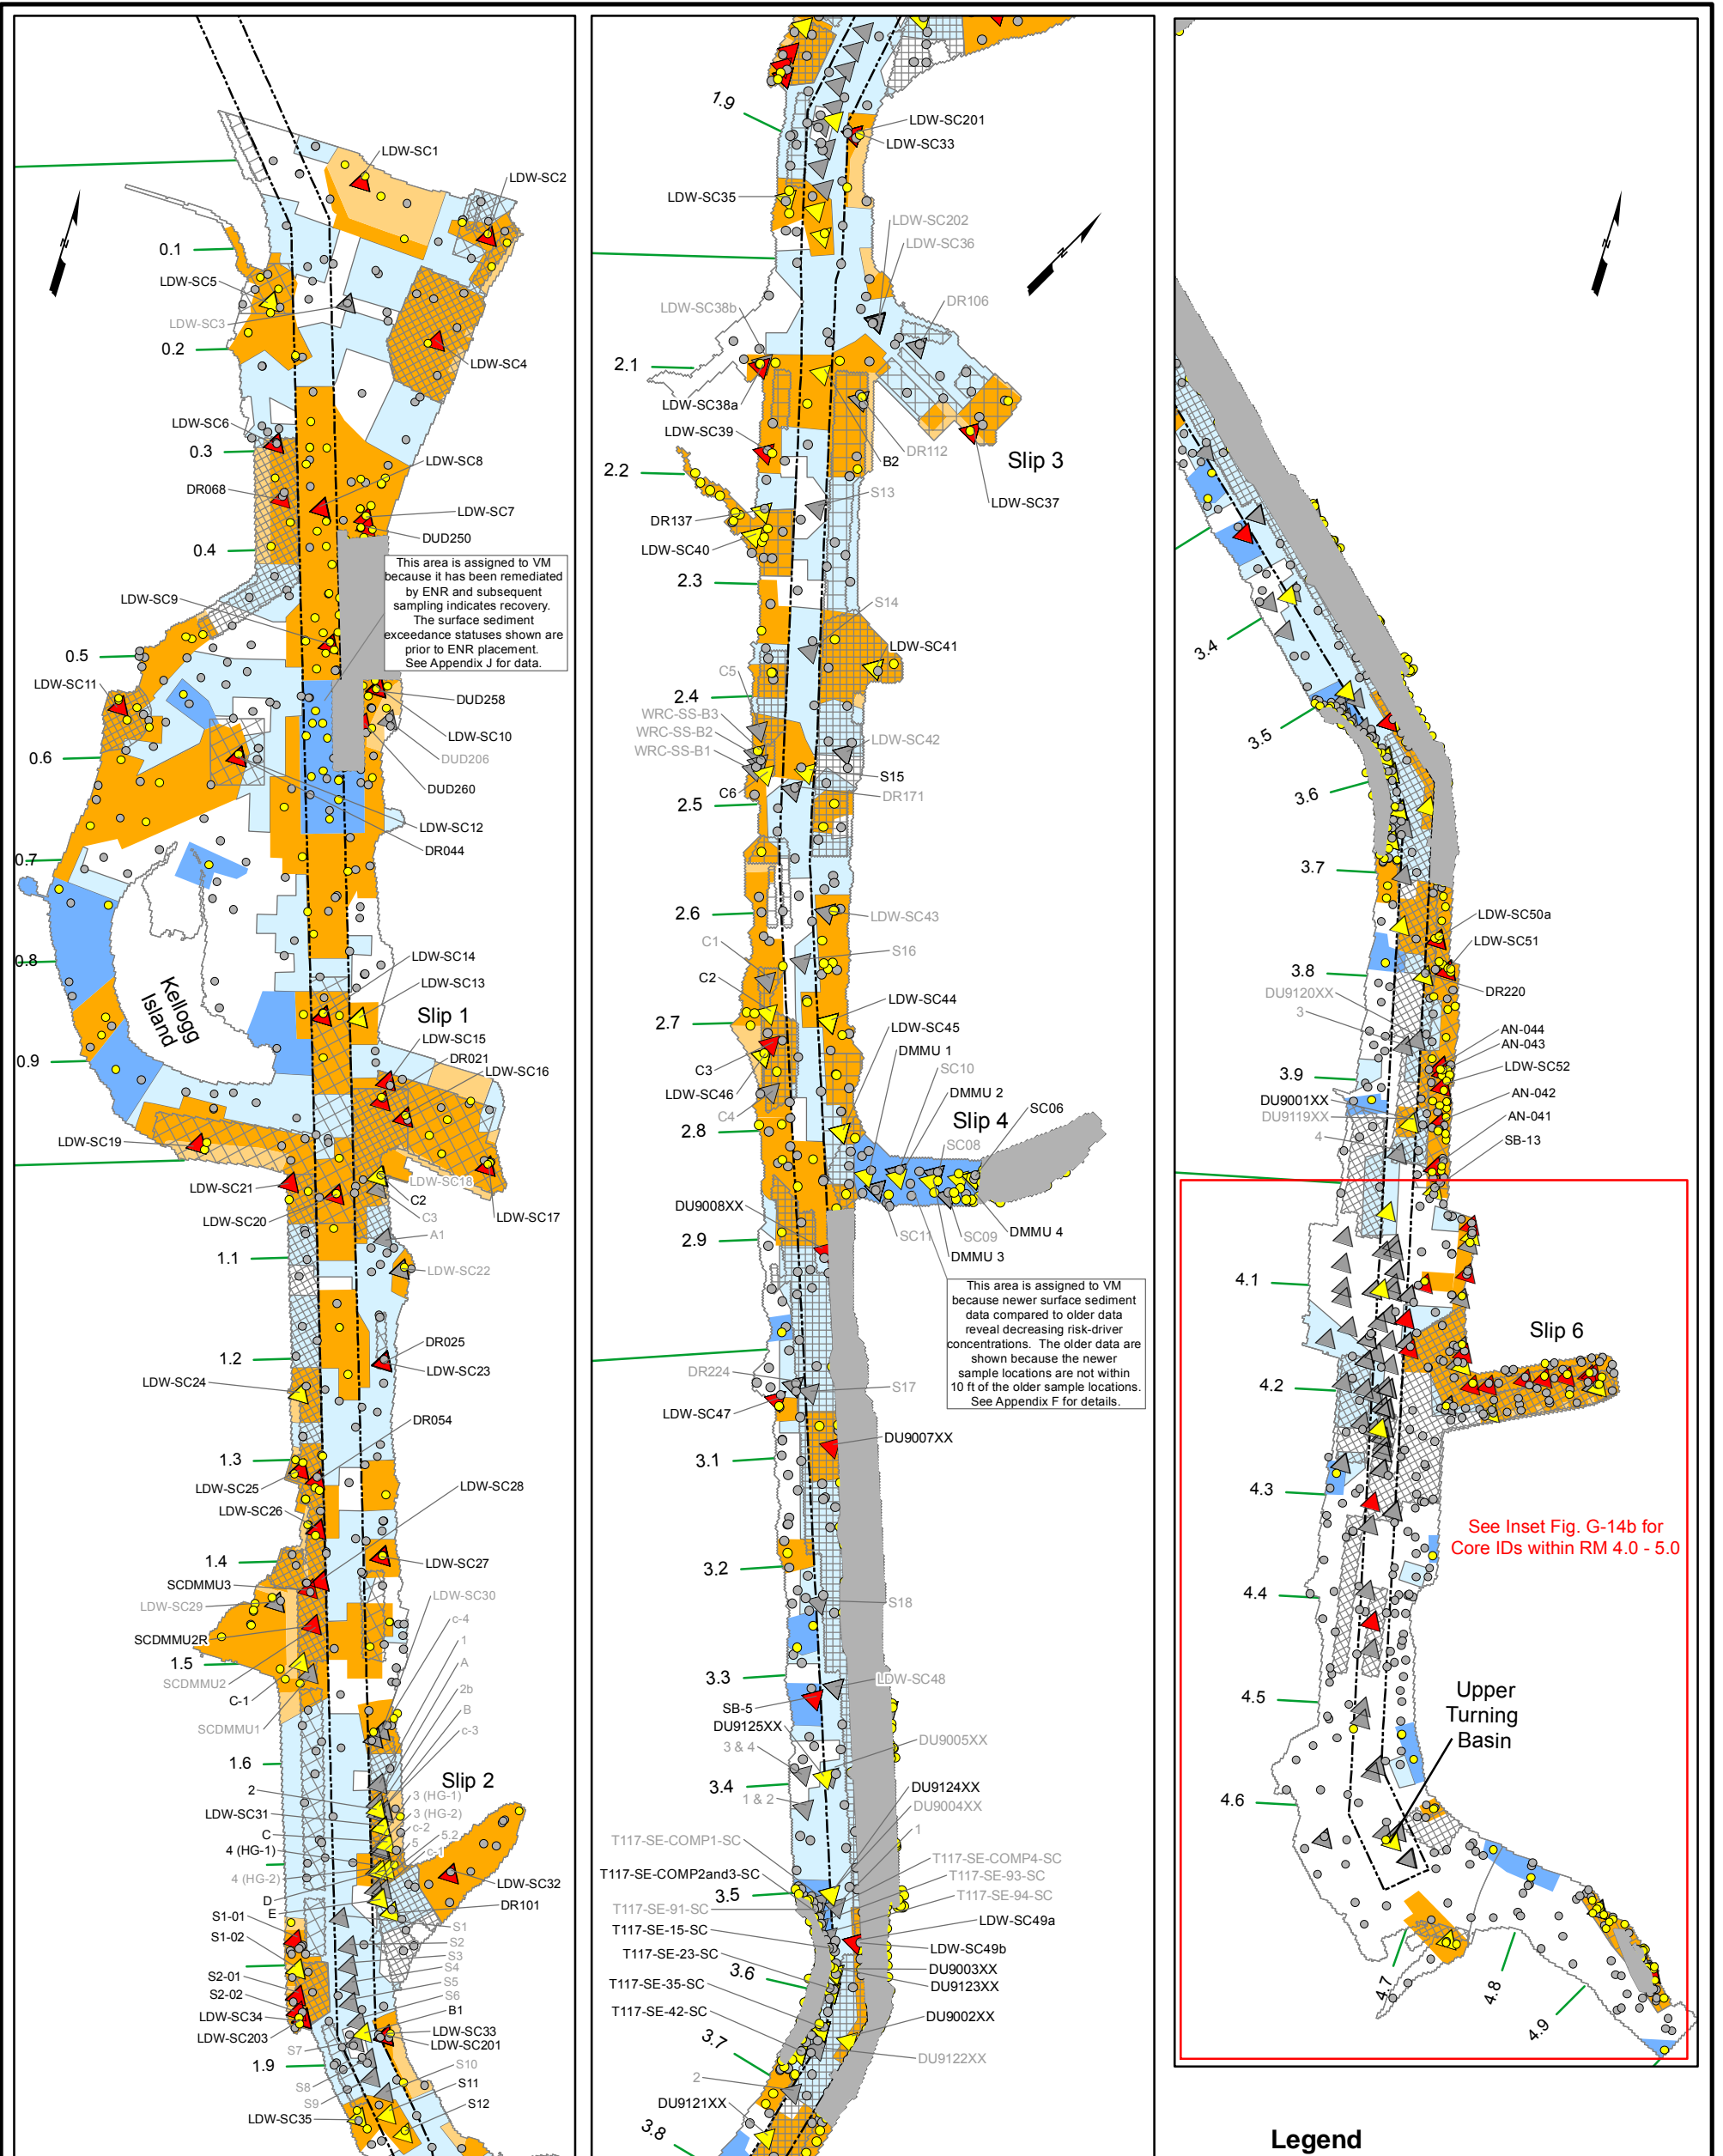 LDW-SC1
LDW-SC2
0.1
N
LDW-SC5
LDW-SC3
0.2
LDW-SC4
LDW-SC6
0.3
LDW-SC8
DR068
LDW-SC7
DUD250
0.4
This area is assigned to VM
because it has been remediated
by ENR and subsequent
sampling indicates recovery.
The surface sediment
exceedance statuses shown are
prior to ENR placement.
See Appendix J for data.
LDW-SC9
0.5
LDW-SC11
DUD258
LDW-SC10
0.6
DUD206
DUD260
LDW-SC12
DR044
0.7
0.8
LDW-SC14
LDW-SC13
Kellogg
Island
Slip 1
LDW-SC15
DR021
LDW-SC16
0.9
LDW-SC19
LDW-SC18
LDW-SC21
C2
LDW-SC17
C3
LDW-SC20
A1
1.1
LDW-SC22
DR025
1.2
LDW-SC23
LDW-SC24
DR054
1.3
LDW-SC28
LDW-SC25
LDW-SC26
1.4
LDW-SC27
SCDMMU3
LDW-SC30
LDW-SC29
c-4
SCDMMU2R
1
1.5
A
SCDMMU2
2b
C-1
B
SCDMMU1
c-3
1.6
Slip 2
2
3 (HG-1)
LDW-SC31
3 (HG-2)
C
c-2
5.2
4 (HG-1)
5
c-1
4 (HG-2)
LDW-SC32
D
E
DR101
S1-01
S1
S1-02
S2
S3
S4
S2-01
S5
S2-02
S6
LDW-SC34
B1
LDW-SC203
LDW-SC33
S7
LDW-SC201
1.9
S10
S8
S11
S9
S12
LDW-SC35
1.9
LDW-SC201
LDW-SC33
LDW-SC35
LDW-SC202
LDW-SC36
N
LDW-SC38b
DR106
2.1
LDW-SC38a
LDW-SC39
DR112
B2
Slip 3
2.2
S13
LDW-SC37
DR137
LDW-SC40
2.3
S14
LDW-SC41
C5
2.4
WRC-SS-B3
WRC-SS-B2
LDW-SC42
WRC-SS-B1
S15
C6
DR171
2.5
2.6
LDW-SC43
C1
S16
C2
LDW-SC44
2.7
LDW-SC45
DMMU 1
C3
SC10
LDW-SC46
DMMU 2
C4
SC06
Slip 4
2.8
SC08
DU9008XX
2.9
SC11
SC09
DMMU 4
DMMU 3
This area is assigned to VM
because newer surface sediment
data compared to older data
reveal decreasing risk-driver
concentrations. The older data are
shown because the newer
sample locations are not within
10 ft of the older sample locations.
See Appendix F for details.
DR224
S17
LDW-SC47
DU9007XX
3.1
3.2
S18
3.3
LDW-SC48
SB-5
DU9125XX
DU9005XX
3 & 4
3.4
DU9124XX
1 & 2
DU9004XX
1
T117-SE-COMP1-SC
T117-SE-COMP4-SC
T117-SE-COMP2and3-SC
T117-SE-93-SC
3.5
T117-SE-94-SC
T117-SE-91-SC
LDW-SC49a
T117-SE-15-SC
LDW-SC49b
T117-SE-23-SC
DU9003XX
3.6
DU9123XX
T117-SE-35-SC
T117-SE-42-SC
DU9002XX
3.7
DU9122XX
2
DU9121XX
3.8
N
3.4
3.5
3.6
3.7
LDW-SC50a
LDW-SC51
3.8
DR220
DU9120XX
3
AN-044
AN-043
3.9
LDW-SC52
DU9001XX
AN-042
DU9119XX
AN-041
4
SB-13
4.1
Slip 6
4.2
4.3
See Inset Fig. G-14b for
Core IDs within RM 4.0 - 5.0
4.4
4.5
Upper
Turning
Basin
4.6
4.7
4.8
4.9
Legend